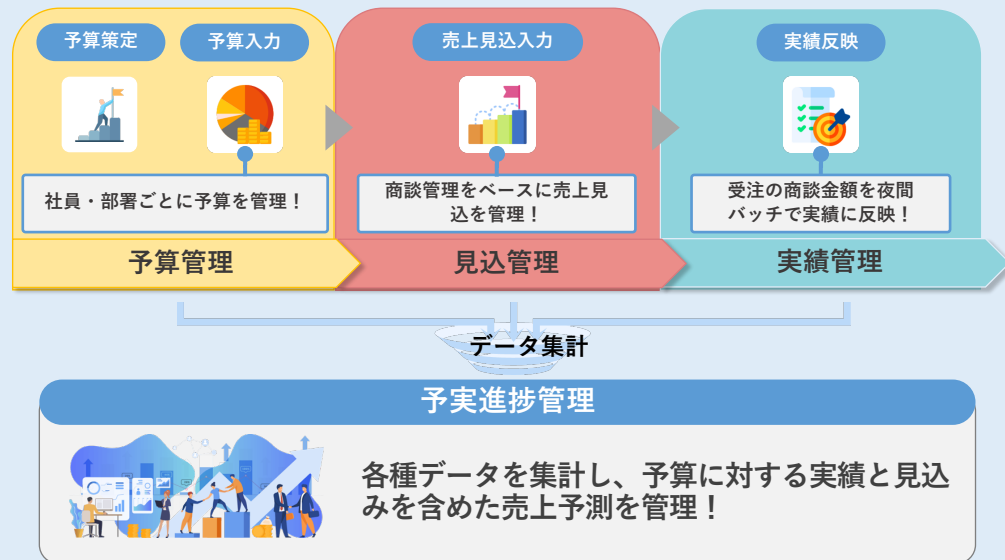 予算策定
予算入力
売上見込入力
実績反映
社員・部署ごとに予算を管理！
商談管理をベースに売上見
込を管理！
受注の商談金額を夜間
バッチで実績に反映！
予算管理
見込管理
実績管理
データ集計
予実進捗管理
各種データを集計し、予算に対する実績と見込
みを含めた売上予測を管理！